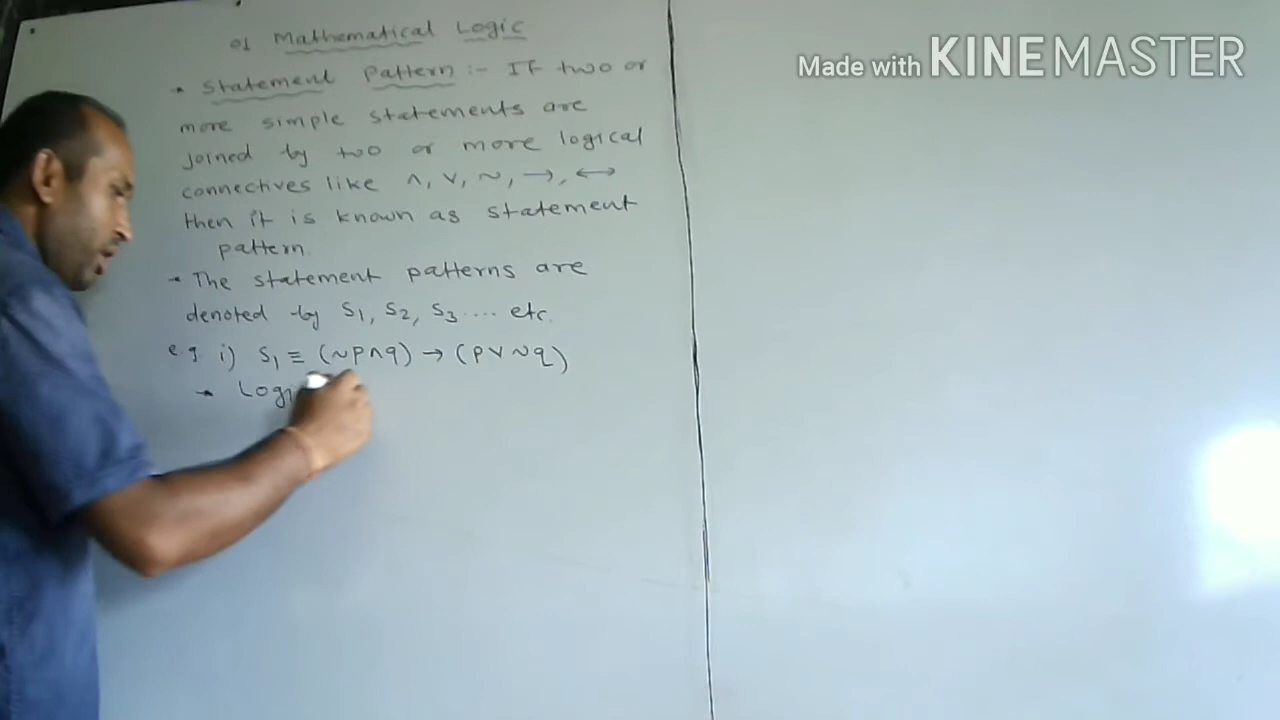 01 Mathematical Logic
Statement Pattern :- If two or
more simple statements are
joined by two or more logical
connectives like ∧, ∨, ~, →, ↔
then it is known as statement
pattern.
The statement patterns are
denoted by S₁, S₂, S₃ .... etc.
e.g i) S₁ ≡ (~p∧q) → (p∨~q)
Logi
Made with KINEMASTER